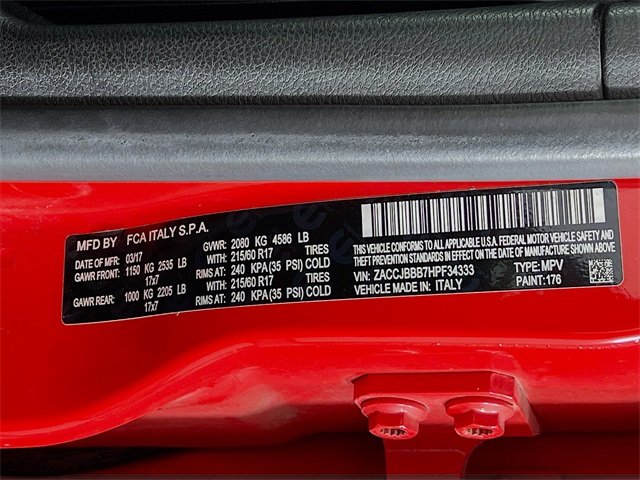 MFD BY FCA ITALY S.P.A.
DATE OF MFR 03/17 GVWR: 2080 KG 4586 LB
GAWR FRONT: 1150 KG 2535 LB WITH: 215/60 R17 TIRES
17x7 RIMS AT: 240 KPA(35 PSI) COLD
GAWR REAR: 1000 KG 2205 LB WITH: 215/60 R17 TIRES
17x7 RIMS AT: 240 KPA(35 PSI) COLD
THIS VEHICLE CONFORMS TO ALL APPLICABLE U.S.A. FEDERAL MOTOR VEHICLE SAFETY AND
THEFT PREVENTION STANDARDS IN EFFECT ON THE DATE OF MANUFACTURE SHOWN ABOVE.
VIN: ZACCJBBB7HPF34333 TYPE: MPV
VEHICLE MADE IN: ITALY PAINT: 176